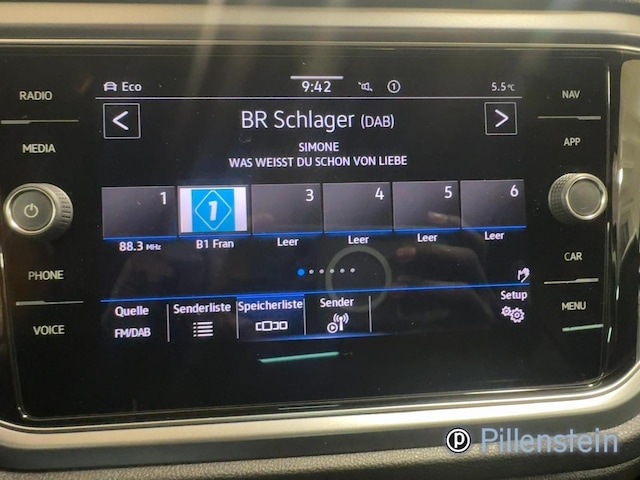 RADIO
MEDIA
PHONE
VOICE
NAV
APP
CAR
MENU
Eco 9:42 1 5.5°C
< BR Schlager (DAB) >
SIMONE
WAS WEISST DU SCHON VON LIEBE
1 1 3 4 5 6
88.3 MHz B1 Fran Leer Leer Leer Leer
Quelle Senderliste Speicherliste Sender Setup
FM/DAB
P Pillenstein